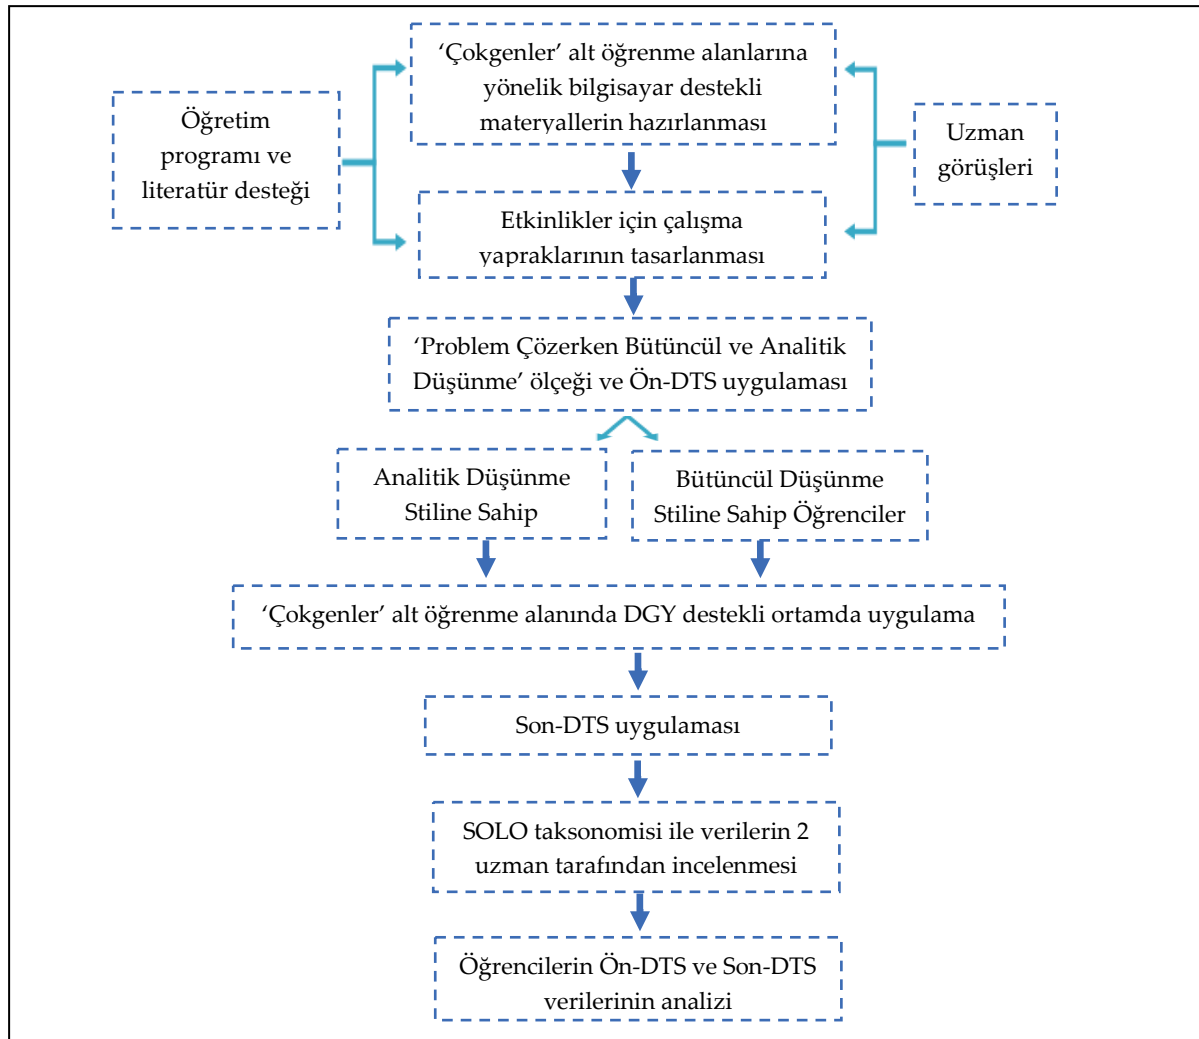 ‘Çokgenler’ alt öğrenme alanlarına
yönelik bilgisayar destekli
materyallerin hazırlanması
Öğretim
programı ve
literatür desteği
Uzman
görüşleri
Etkinlikler için çalışma
yapraklarının tasarlanması
‘Problem Çözerken Bütüncül ve Analitik
Düşünme’ ölçeği ve Ön-DTS uygulaması
Analitik Düşünme
Stiline Sahip
Bütüncül Düşünme
Stiline Sahip Öğrenciler
‘Çokgenler’ alt öğrenme alanında DGY destekli ortamda uygulama
Son-DTS uygulaması
SOLO taksonomisi ile verilerin 2
uzman tarafından incelenmesi
Öğrencilerin Ön-DTS ve Son-DTS
verilerinin analizi